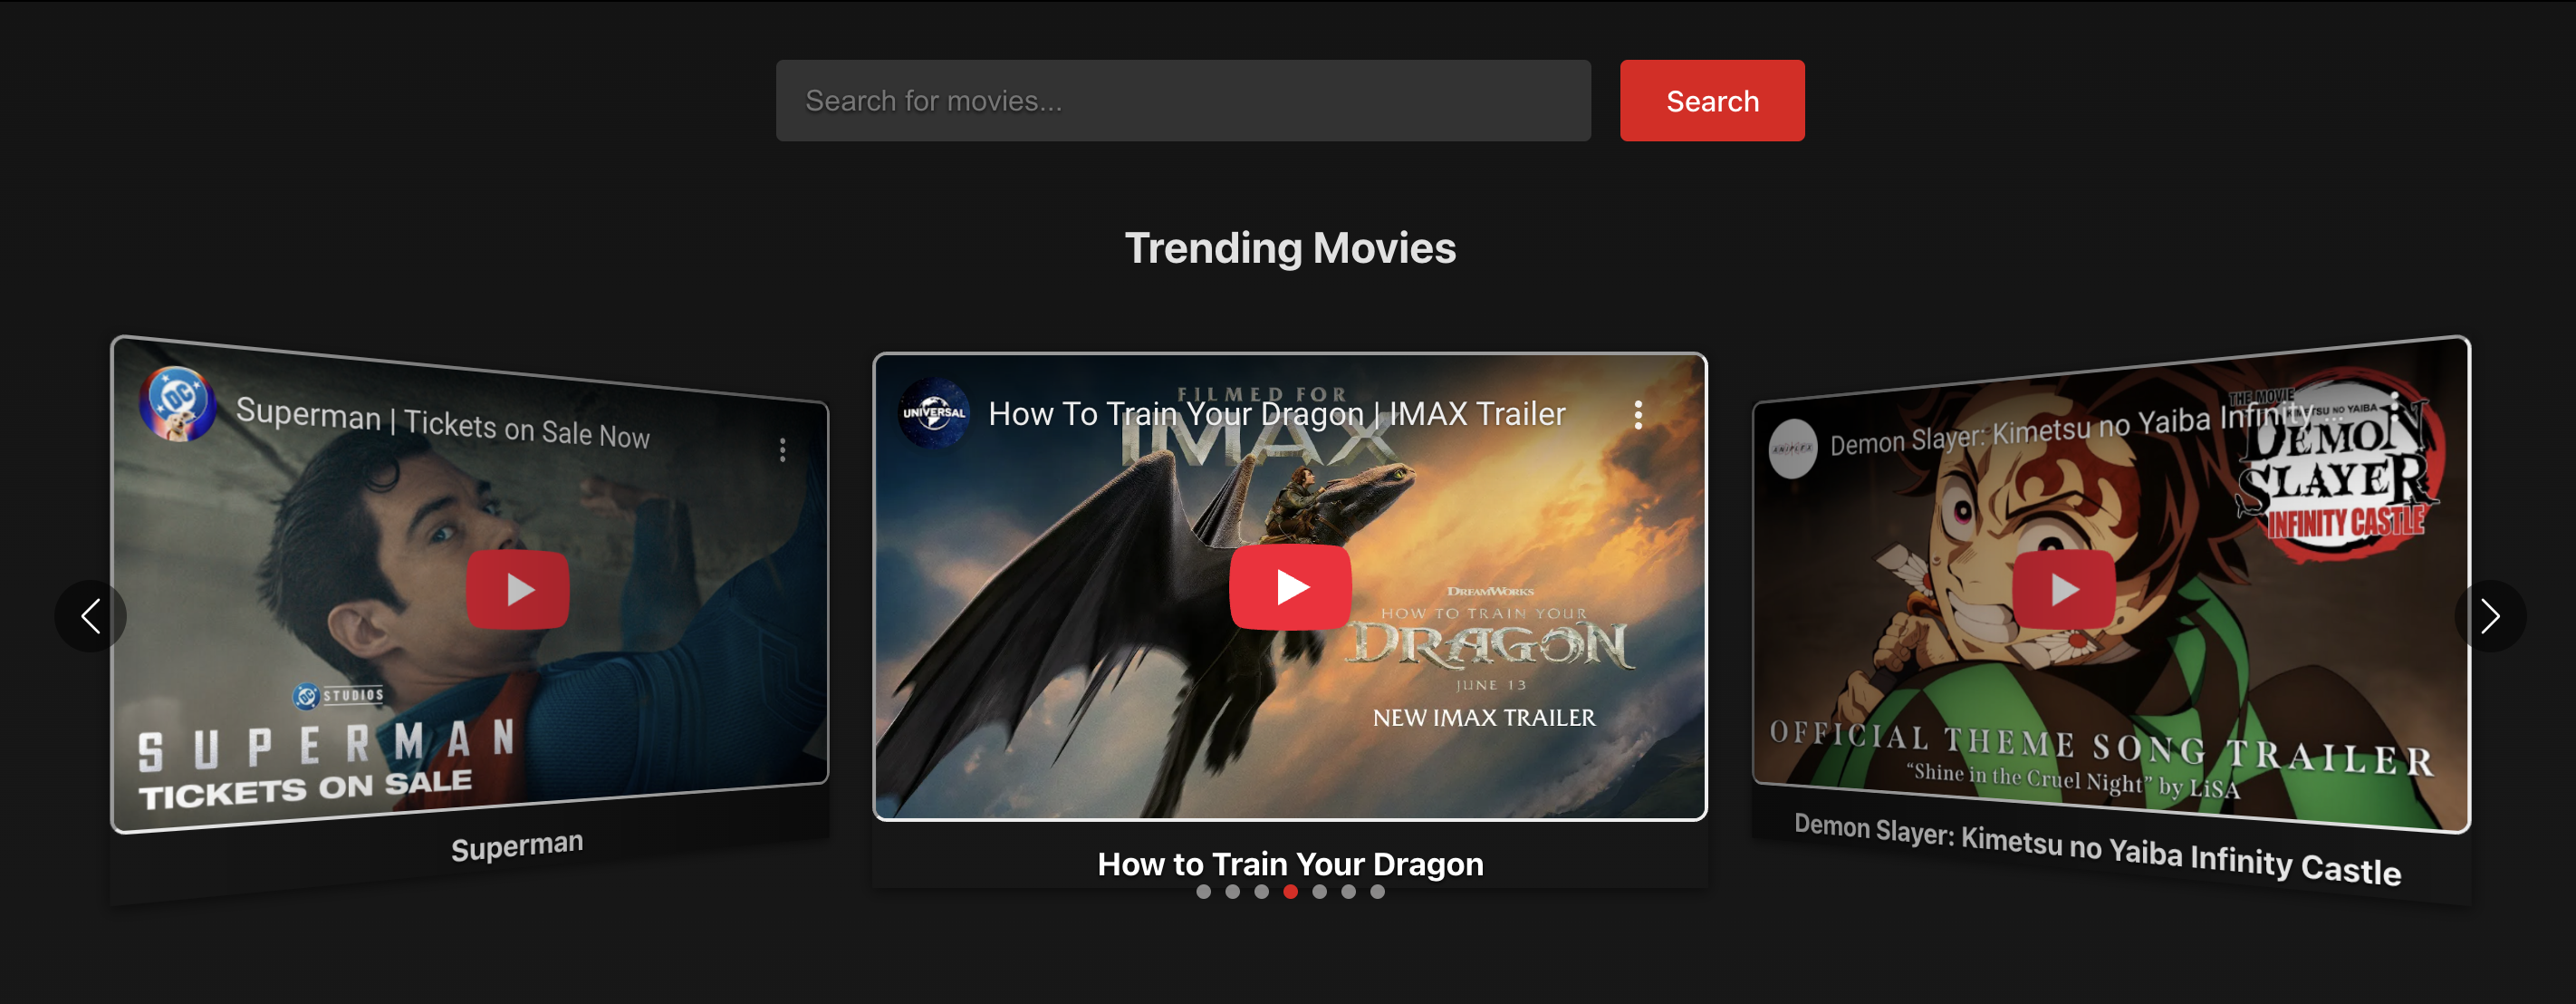 Search for movies...
Search
Trending Movies
Superman | Tickets on Sale Now
DC
DC STUDIOS
SUPERMAN
TICKETS ON SALE
Superman
UNIVERSAL
How To Train Your Dragon | IMAX Trailer
FILMED FOR
IMAX
DREAMWORKS
HOW TO TRAIN YOUR
DRAGON
JUNE 13
NEW IMAX TRAILER
How to Train Your Dragon
ANIPLEX
Demon Slayer: Kimetsu no Yaiba Infinity ...
THE MOVIE
DEMON
SLAYER
INFINITY CASTLE
OFFICIAL THEME SONG TRAILER
“Shine in the Cruel Night” by LiSA
Demon Slayer: Kimetsu no Yaiba Infinity Castle